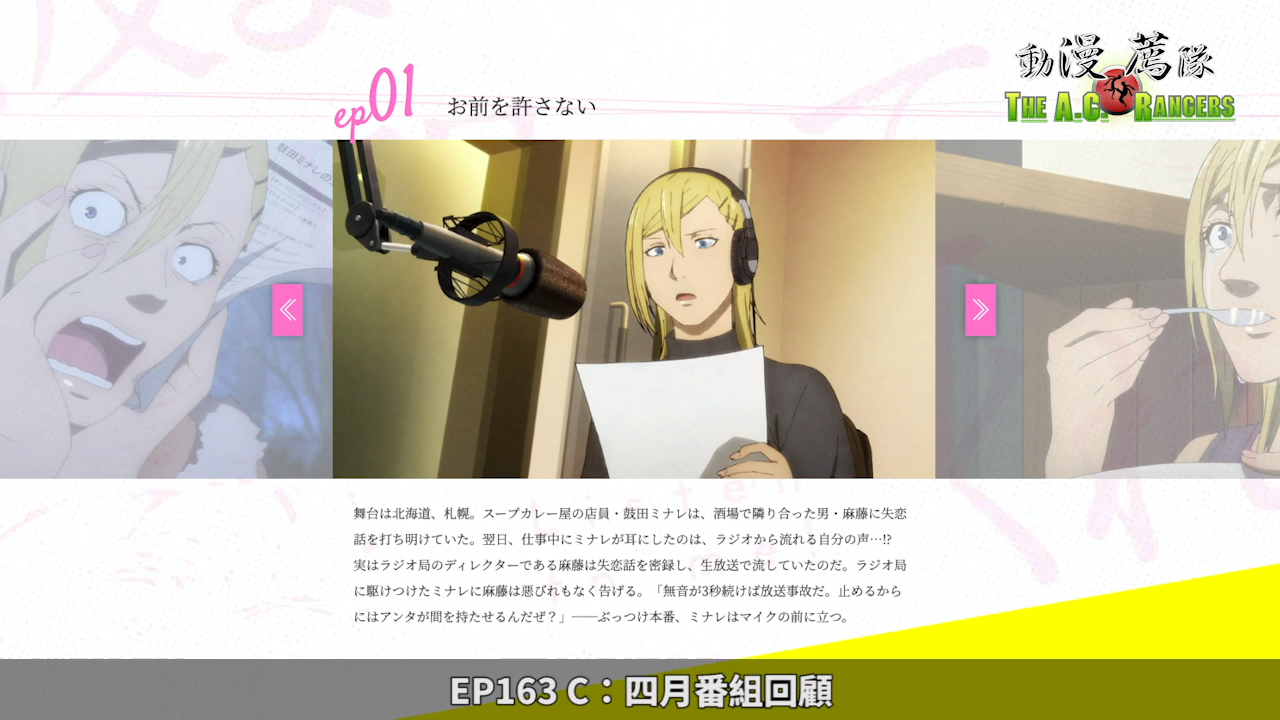 動漫薦隊
THE A.C. RANGERS
ep01 お前を許さない
鼓田ミナレの
舞台は北海道、札幌。スープカレー屋の店員・鼓田ミナレは、酒場で隣り合った男・麻藤に失恋
話を打ち明けていた。翌日、仕事中にミナレが耳にしたのは、ラジオから流れる自分の声…!?
実はラジオ局のディレクターである麻藤は失恋話を密録し、生放送で流していたのだ。ラジオ局
に駆けつけたミナレに麻藤は悪びれもなく告げる。「無音が3秒続けば放送事故だ。止めるから
にはアンタが間を持たせるんだぜ？」――ぶっつけ本番、ミナレはマイクの前に立つ。
EP163 C：四月番組回顧